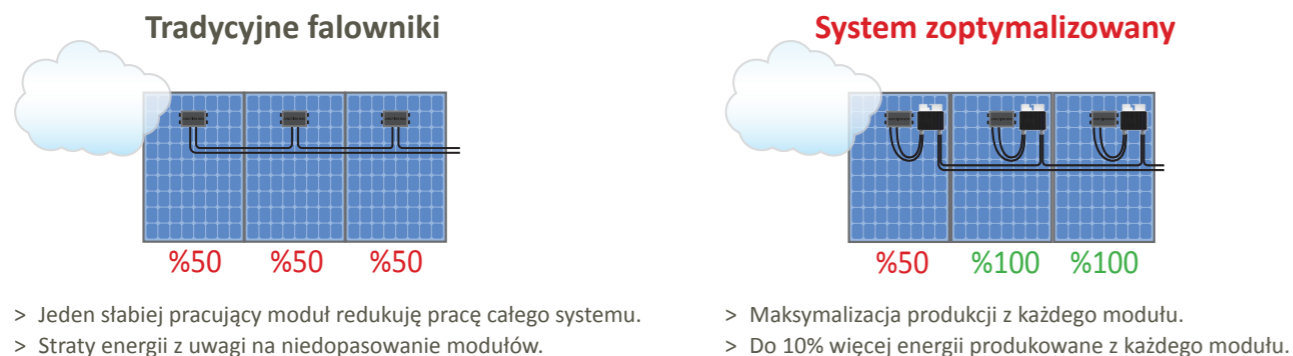 Tradycyjne falowniki
%50 %50 %50
> Jeden słabiej pracujący moduł redukuję pracę całego systemu.
> Straty energii z uwagi na niedopasowanie modułów.
System zoptymalizowany
%50 %100 %100
> Maksymalizacja produkcji z każdego modułu.
> Do 10% więcej energii produkowane z każdego modułu.